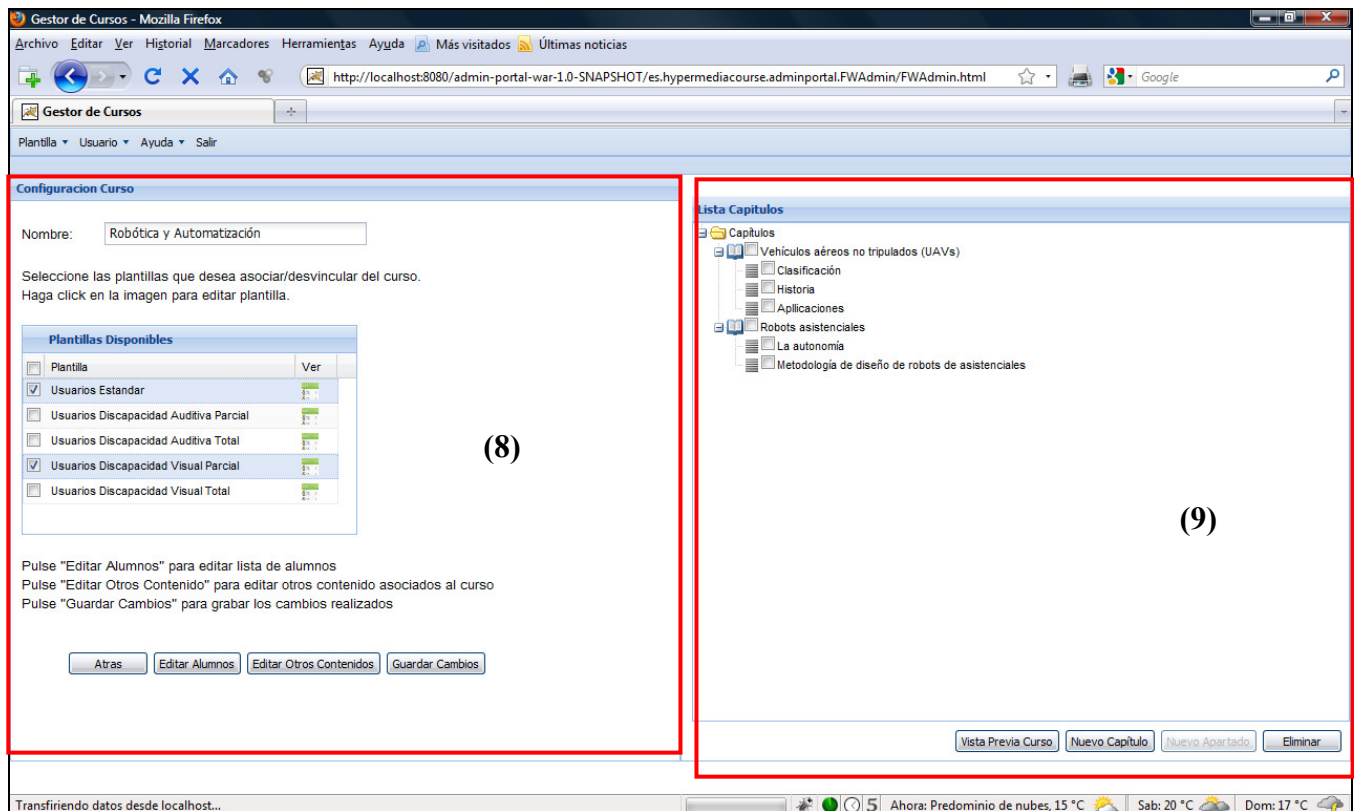 Gestor de Cursos - Mozilla Firefox
Archivo Editar Ver Historial Marcadores Herramientas Ayuda Más visitados Últimas noticias
http://localhost:8080/admin-portal-war-1.0-SNAPSHOT/es.hypermediacourse.adminportal.FWAdmin/FWAdmin.html Google
Gestor de Cursos
Plantilla Usuario Ayuda Salir
Configuracion Curso
Nombre: Robótica y Automatización
Seleccione las plantillas que desea asociar/desvincular del curso.
Haga click en la imagen para editar plantilla.
Plantillas Disponibles
Plantilla Ver
Usuarios Estandar
Usuarios Discapacidad Auditiva Parcial
Usuarios Discapacidad Auditiva Total
Usuarios Discapacidad Visual Parcial
Usuarios Discapacidad Visual Total
(8)
Pulse "Editar Alumnos" para editar lista de alumnos
Pulse "Editar Otros Contenido" para editar otros contenido asociados al curso
Pulse "Guardar Cambios" para grabar los cambios realizados
Atras Editar Alumnos Editar Otros Contenidos Guardar Cambios
Lista Capitulos
Capítulos
Vehículos aéreos no tripulados (UAVs)
Clasificación
Historia
Apllicaciones
Robots asistenciales
La autonomía
Metodología de diseño de robots de asistenciales
(9)
Vista Previa Curso Nuevo Capítulo Nuevo Apartado Eliminar
Transfiriendo datos desde localhost... 5 Ahora: Predominio de nubes, 15 °C Sab: 20 °C Dom: 17 °C